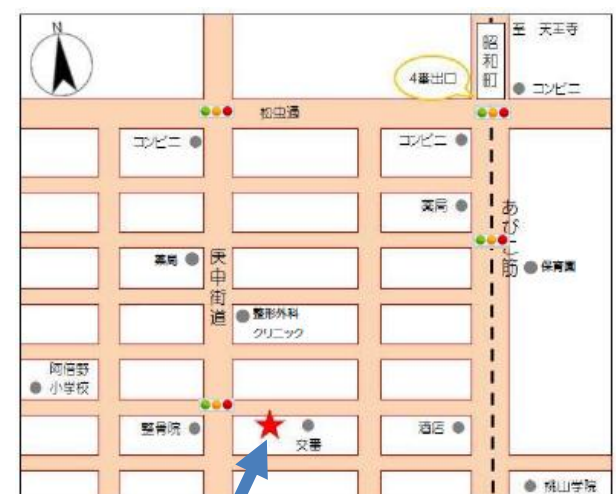 N
至 天王寺
昭和町
4番出口
コンビニ
松虫通
コンビニ
コンビニ
薬局
あびこ筋
薬局
庚申街道
保育園
整形外科
クリニック
阿倍野
小学校
整骨院
交番
酒店
桃山学院